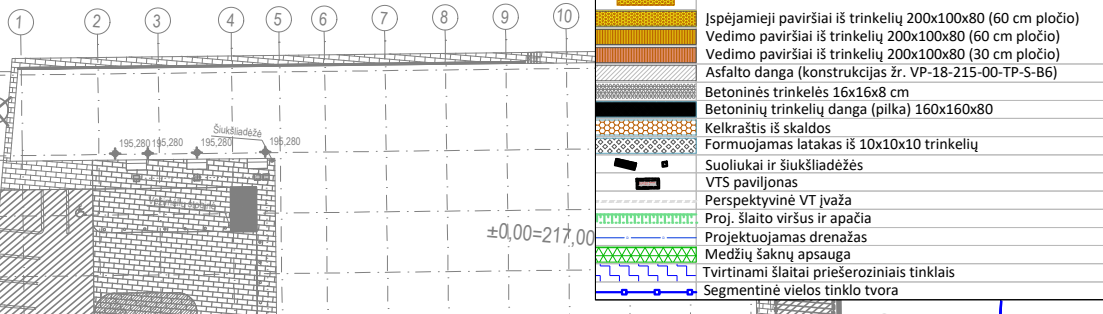 1 2 3 4 5 6 7 8 9 10
Šiukšliadėžė
195,280 195,280 195,280 195,280
±0,00=217,00
Įspėjamieji paviršiai iš trinkelių 200x100x80 (60 cm pločio)
Vedimo paviršiai iš trinkelių 200x100x80 (60 cm pločio)
Vedimo paviršiai iš trinkelių 200x100x80 (30 cm pločio)
Asfalto danga (konstrukcijas žr. VP-18-215-00-TP-S-B6)
Betoninės trinkelės 16x16x8 cm
Betoninių trinkelių danga (pilka) 160x160x80
Kelkraštis iš skaldos
Formuojamas latakas iš 10x10x10 trinkelių
Suoliukai ir šiukšliadėžės
VTS paviljonas
Perspektyvinė VT įvaža
Proj. šlaito viršus ir apačia
Projektuojamas drenažas
Medžių šaknų apsauga
Tvirtinami šlaitai priešeroziniais tinklais
Segmentinė vielos tinklo tvora